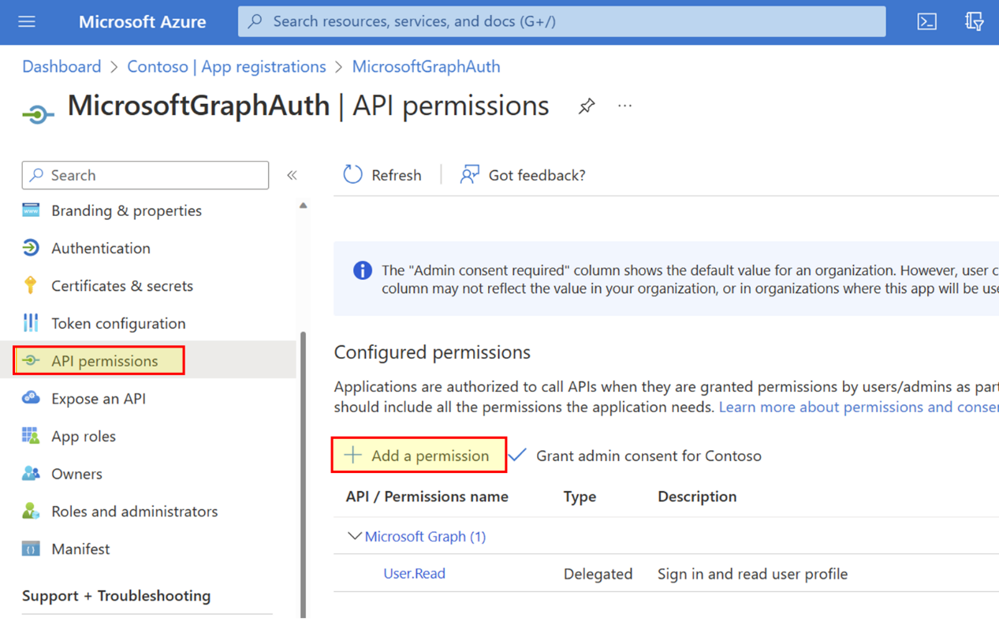 Microsoft Azure
Search resources, services, and docs (G+/)
Dashboard > Contoso | App registrations > MicrosoftGraphAuth
MicrosoftGraphAuth | API permissions
Search
Refresh
Got feedback?
Branding & properties
Authentication
Certificates & secrets
Token configuration
API permissions
Expose an API
App roles
Owners
Roles and administrators
Manifest
Support + Troubleshooting
The "Admin consent required" column shows the default value for an organization. However, user c
column may not reflect the value in your organization, or in organizations where this app will be use
Configured permissions
Applications are authorized to call APIs when they are granted permissions by users/admins as part
should include all the permissions the application needs. Learn more about permissions and conse
Add a permission
Grant admin consent for Contoso
API / Permissions name Type Description
Microsoft Graph (1)
User.Read Delegated Sign in and read user profile